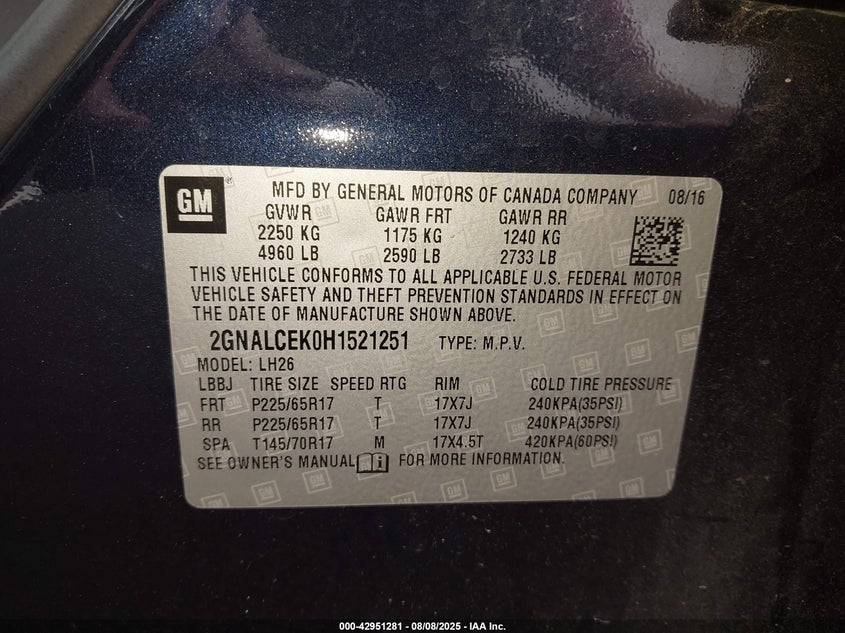 GM
MFD BY GENERAL MOTORS OF CANADA COMPANY 08/16
GVWR GAWR FRT GAWR RR
2250 KG 1175 KG 1240 KG
4960 LB 2590 LB 2733 LB
THIS VEHICLE CONFORMS TO ALL APPLICABLE U.S. FEDERAL MOTOR
VEHICLE SAFETY AND THEFT PREVENTION STANDARDS IN EFFECT ON
THE DATE OF MANUFACTURE SHOWN ABOVE.
2GNALCEK0H1521251 TYPE: M.P.V.
MODEL: LH26
LBBJ TIRE SIZE SPEED RTG RIM COLD TIRE PRESSURE
FRT P225/65R17 T 17X7J 240KPA(35PSI)
RR P225/65R17 T 17X7J 240KPA(35PSI)
SPA T145/70R17 M 17X4.5T 420KPA(60PSI)
SEE OWNER'S MANUAL i FOR MORE INFORMATION.
000-42951281 - 08/08/2025 - IAA Inc.